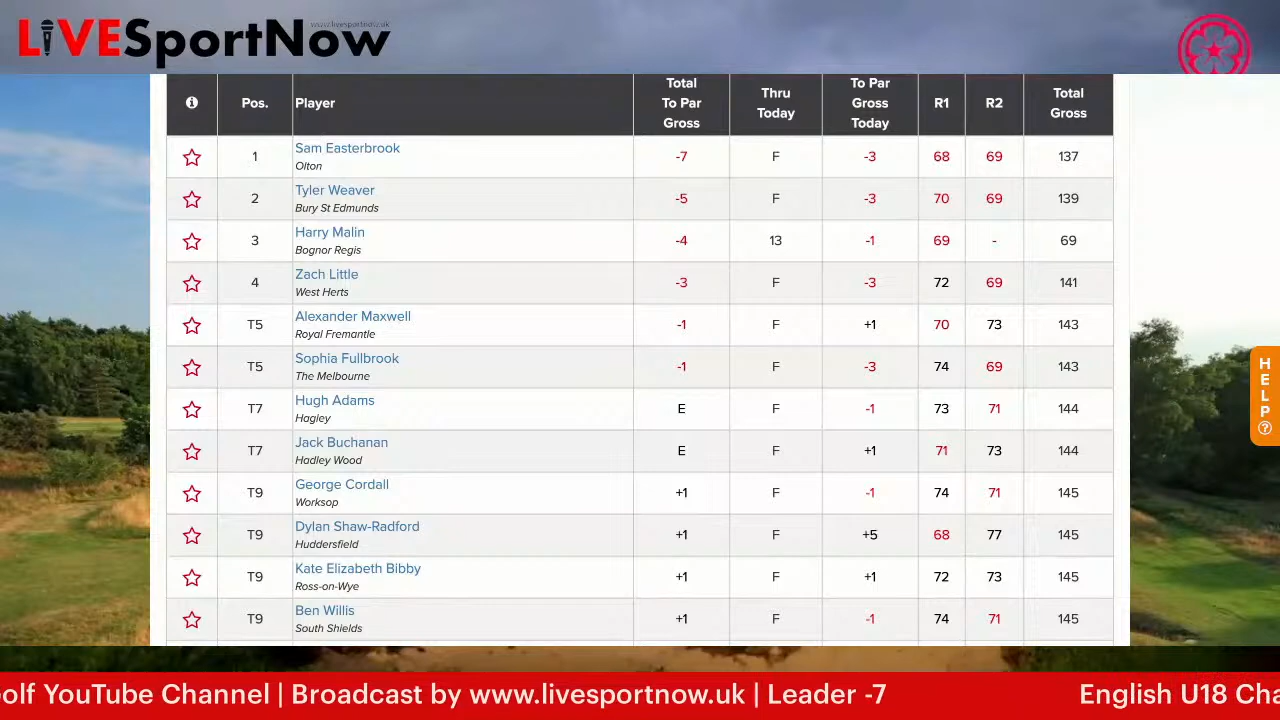 LIVESportNow
www.livesportnow.uk
Pos. Player Total To Par Gross Thru Today To Par Gross Today R1 R2 Total Gross
1 Sam Easterbrook -7 F -3 68 69 137
Olton
2 Tyler Weaver -5 F -3 70 69 139
Bury St Edmunds
3 Harry Malin -4 13 -1 69 - 69
Bognor Regis
4 Zach Little -3 F -3 72 69 141
West Herts
T5 Alexander Maxwell -1 F +1 70 73 143
Royal Fremantle
T5 Sophia Fullbrook -1 F -3 74 69 143
The Melbourne
T7 Hugh Adams E F -1 73 71 144
Hagley
T7 Jack Buchanan E F +1 71 73 144
Hadley Wood
T9 George Cordall +1 F -1 74 71 145
Worksop
T9 Dylan Shaw-Radford +1 F +5 68 77 145
Huddersfield
T9 Kate Elizabeth Bibby +1 F +1 72 73 145
Ross-on-Wye
T9 Ben Willis +1 F -1 74 71 145
South Shields
HELP?
olf YouTube Channel | Broadcast by www.livesportnow.uk | Leader -7 English U18 Cha